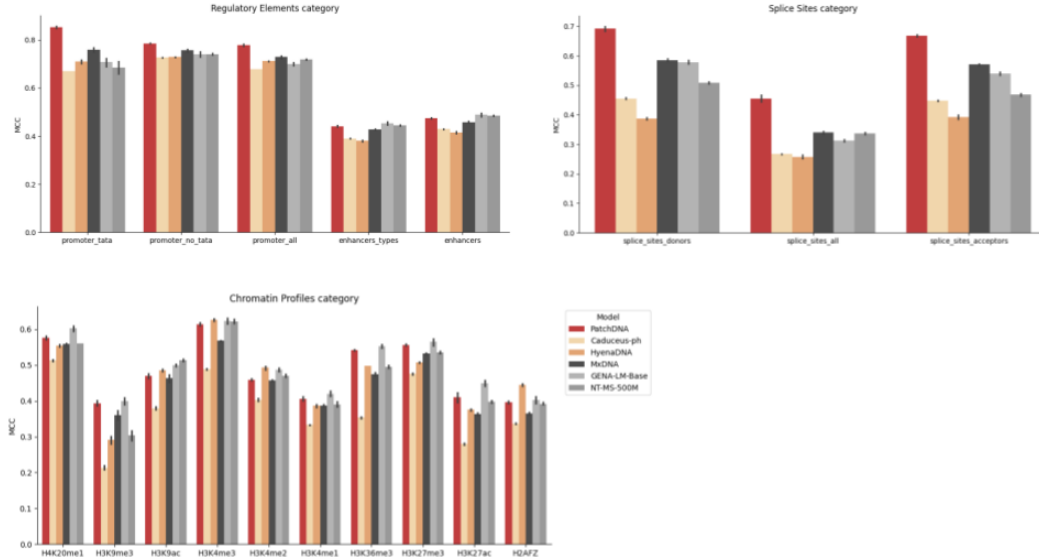 Regulatory Elements category
MCC
0.8
0.6
0.4
0.2
0.0
promoter_tata promoter_no_tata promoter_all enhancers_types enhancers
Splice Sites category
MCC
0.7
0.6
0.5
0.4
0.3
0.2
0.1
0.0
splice_sites_donors splice_sites_all splice_sites_acceptors
Chromatin Profiles category
MCC
0.6
0.5
0.4
0.3
0.2
0.1
0.0
H4K20me1 H3K9me3 H3K9ac H3K4me3 H3K4me2 H3K4me1 H3K36me3 H3K27me3 H3K27ac H2AFZ
Model
PatchDNA
Caduceus-ph
HyenaDNA
MxDNA
GENA-LM-Base
NT-MS-500M